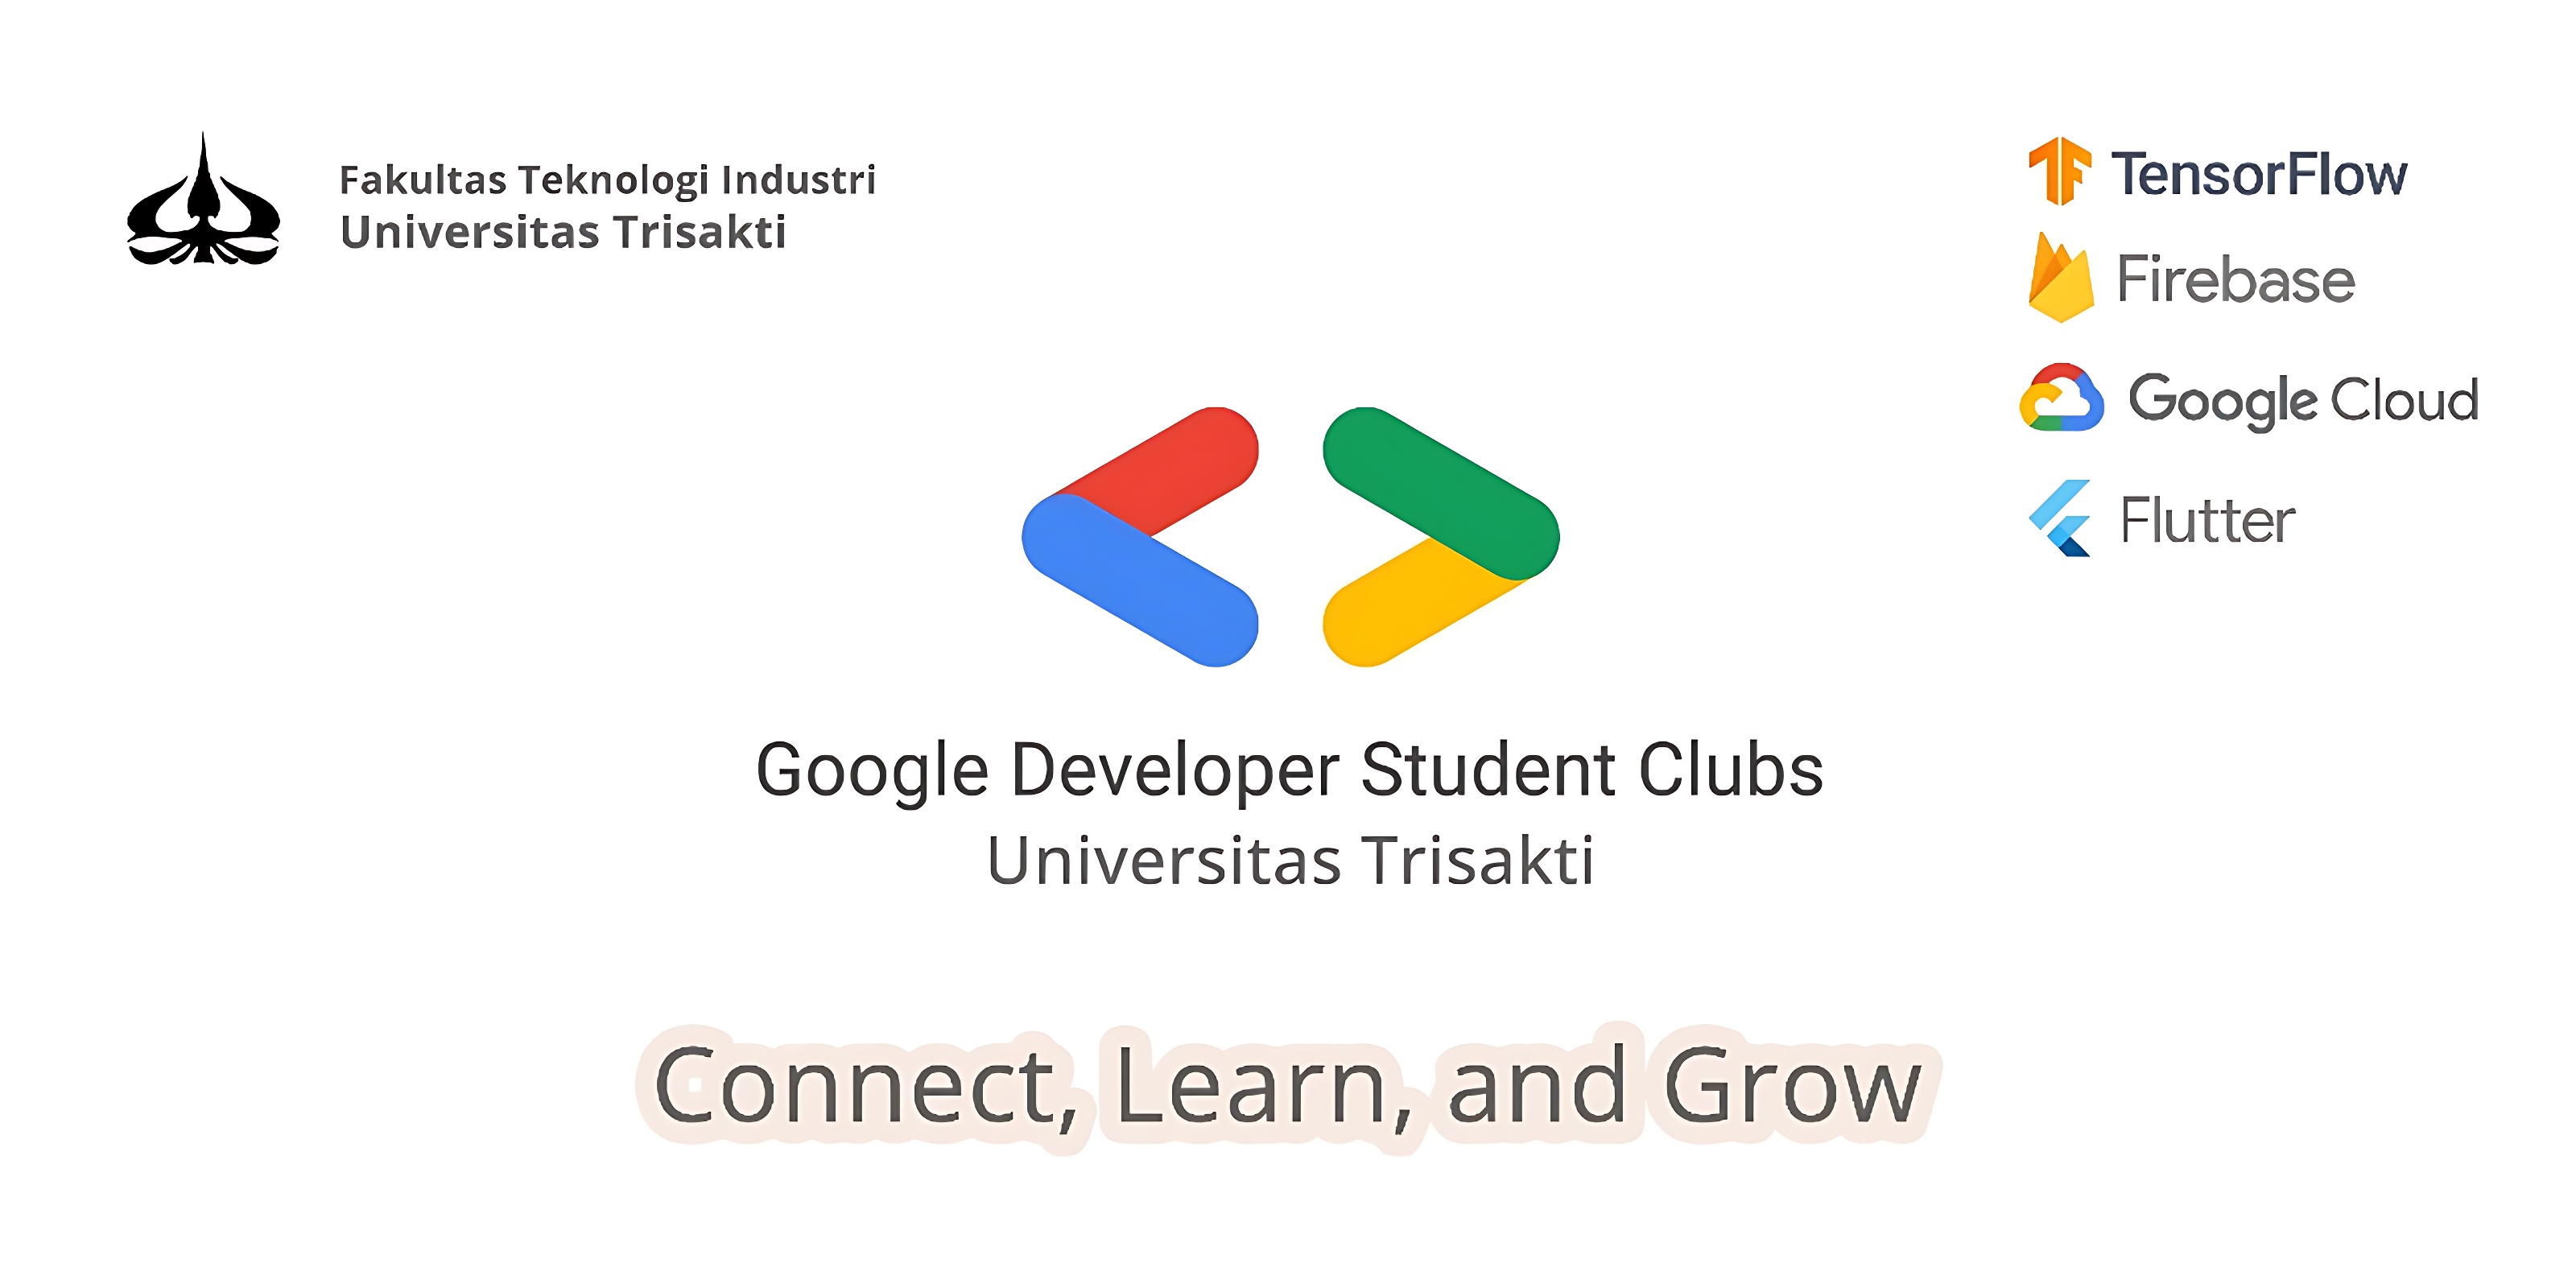 Fakultas Teknologi Industri
Universitas Trisakti
TensorFlow
Firebase
Google Cloud
Flutter
Google Developer Student Clubs
Universitas Trisakti
Connect, Learn, and Grow